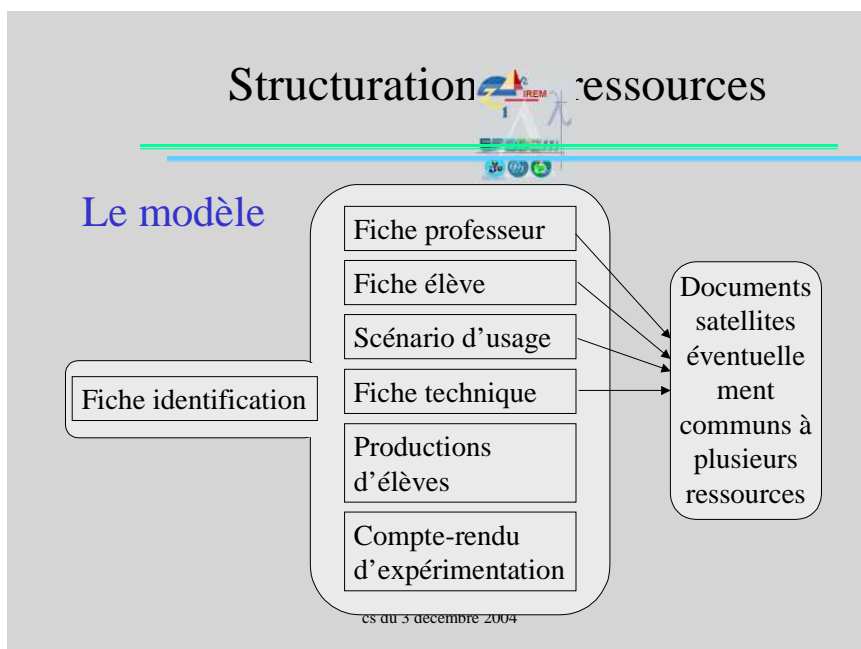 Structuration ressources
IREM
1
Le modèle
Fiche professeur
Fiche élève
Scénario d'usage
Fiche technique
Productions
d'élèves
Compte-rendu
d'expérimentation
Fiche identification
Documents
satellites
éventuelle
ment
communs à
plusieurs
ressources
cs du 3 décembre 2004